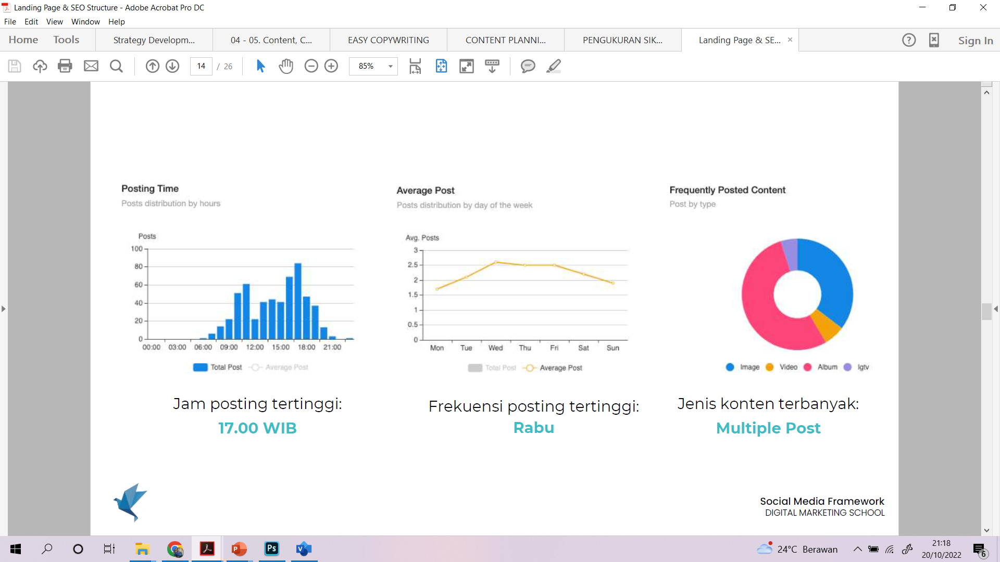 Landing Page & SEO Structure - Adobe Acrobat Pro DC
File Edit View Window Help
Home Tools Strategy Developm... 04 - 05. Content, C... EASY COPYWRITING CONTENT PLANNI... PENGUKURAN SIK... Landing Page & SE... × Sign In
14 / 26 85%
Posting Time
Posts distribution by hours
Posts
100
80
60
40
20
0
00:00 03:00 06:00 09:00 12:00 15:00 18:00 21:00
Total Post Average Post
Jam posting tertinggi:
17.00 WIB
Average Post
Posts distribution by day of the week
Avg. Posts
3
2.5
2
1.5
1
0.5
0
Mon Tue Wed Thu Fri Sat Sun
Total Post Average Post
Frekuensi posting tertinggi:
Rabu
Frequently Posted Content
Post by type
Image Video Album Igtv
Jenis konten terbanyak:
Multiple Post
Social Media Framework
DIGITAL MARKETING SCHOOL
24°C Berawan
21:18
20/10/2022
6